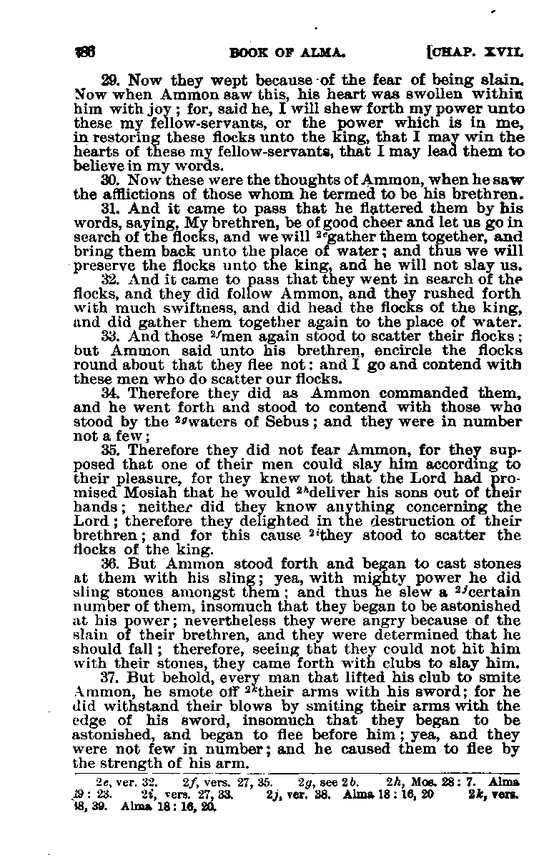 286 BOOK OF ALMA. [CHAP. XVII.
29. Now they wept because of the fear of being slain.
Now when Ammon saw this, his heart was swollen within
him with joy; for, said he, I will shew forth my power unto
these my fellow-servants, or the power which is in me,
in restoring these flocks unto the king, that I may win the
hearts of these my fellow-servants, that I may lead them to
believe in my words.
30. Now these were the thoughts of Ammon, when he saw
the afflictions of those whom he termed to be his brethren.
31. And it came to pass that he flattered them by his
words, saying, My brethren, be of good cheer and let us go in
search of the flocks, and we will 2e gather them together, and
bring them back unto the place of water; and thus we will
preserve the flocks unto the king, and he will not slay us.
32. And it came to pass that they went in search of the
flocks, and they did follow Ammon, and they rushed forth
with much swiftness, and did head the flocks of the king,
and did gather them together again to the place of water.
33. And those 2f men again stood to scatter their flocks;
but Ammon said unto his brethren, encircle the flocks
round about that they flee not: and I go and contend with
these men who do scatter our flocks.
34. Therefore they did as Ammon commanded them,
and he went forth and stood to contend with those who
stood by the 2g waters of Sebus; and they were in number
not a few;
35. Therefore they did not fear Ammon, for they sup-
posed that one of their men could slay him according to
their pleasure, for they knew not that the Lord had pro-
mised Mosiah that he would 2h deliver his sons out of their
hands; neither did they know anything concerning the
Lord; therefore they delighted in the destruction of their
brethren; and for this cause 2i they stood to scatter the
flocks of the king.
36. But Ammon stood forth and began to cast stones
at them with his sling; yea, with mighty power he did
sling stones amongst them; and thus he slew a 2j certain
number of them, insomuch that they began to be astonished
at his power; nevertheless they were angry because of the
slain of their brethren, and they were determined that he
should fall; therefore, seeing that they could not hit him
with their stones, they came forth with clubs to slay him.
37. But behold, every man that lifted his club to smite
Ammon, he smote off 2k their arms with his sword; for he
did withstand their blows by smiting their arms with the
edge of his sword, insomuch that they began to be
astonished, and began to flee before him; yea, and they
were not few in number; and he caused them to flee by
the strength of his arm.
2e, ver. 32. 2f, vers. 27, 35. 2g, see 2b. 2h, Mos. 28: 7. Alma
19: 23. 2i, vers. 27, 33. 2j, ver. 38. Alma 18: 16, 20 2k, vers.
38, 39. Alma 18: 16, 20.